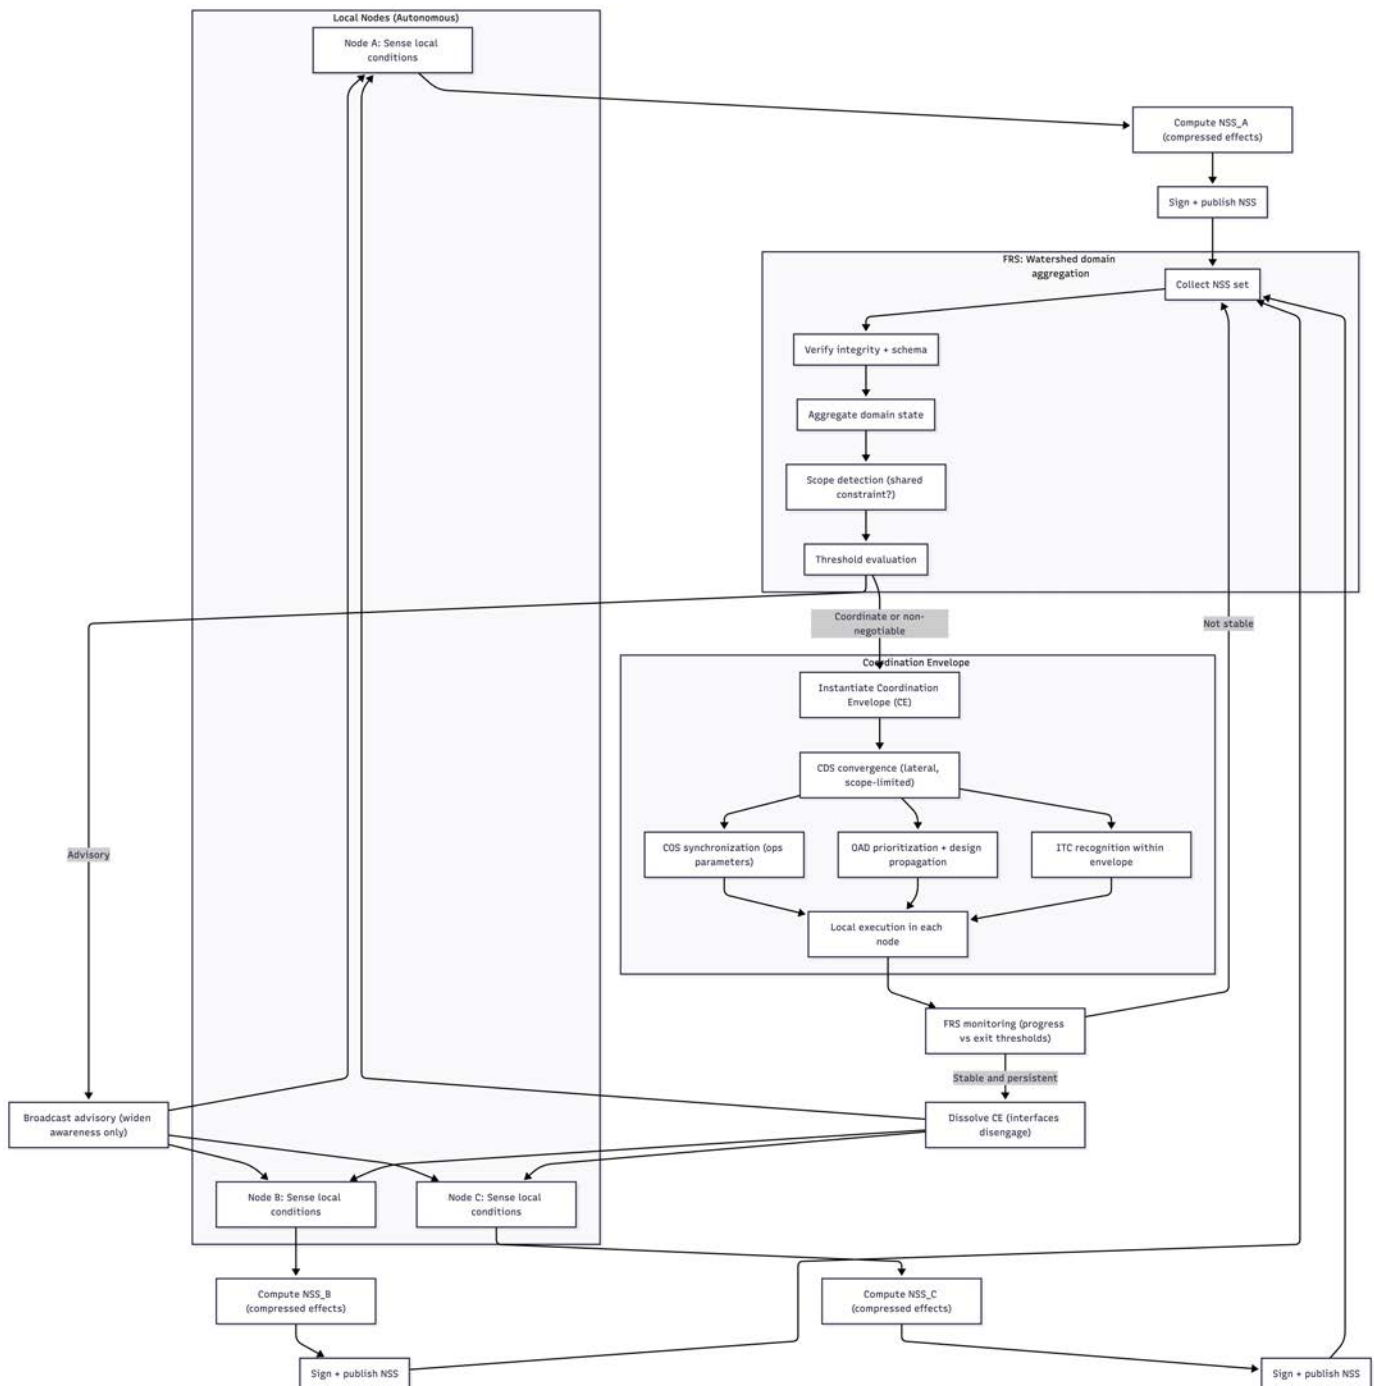 Local Nodes (Autonomous)
Node A: Sense local
conditions
Compute NSS_A
(compressed effects)
Sign + publish NSS
FRS: Watershed domain
aggregation
Collect NSS set
Verify integrity + schema
Aggregate domain state
Scope detection (shared
constraint?)
Threshold evaluation
Coordinate or non-
negotiable
Not stable
Coordination Envelope
Instantiate Coordination
Envelope (CE)
CDS convergence (lateral,
scope-limited)
COS synchronization (ops
parameters)
OAD prioritization + design
propagation
ITC recognition within
envelope
Advisory
Local execution in each
node
FRS monitoring (progress
vs exit thresholds)
Stable and persistent
Broadcast advisory (widen
awareness only)
Dissolve CE (interfaces
disengage)
Node B: Sense local
conditions
Node C: Sense local
conditions
Compute NSS_B
(compressed effects)
Compute NSS_C
(compressed effects)
Sign + publish NSS
Sign + publish NSS